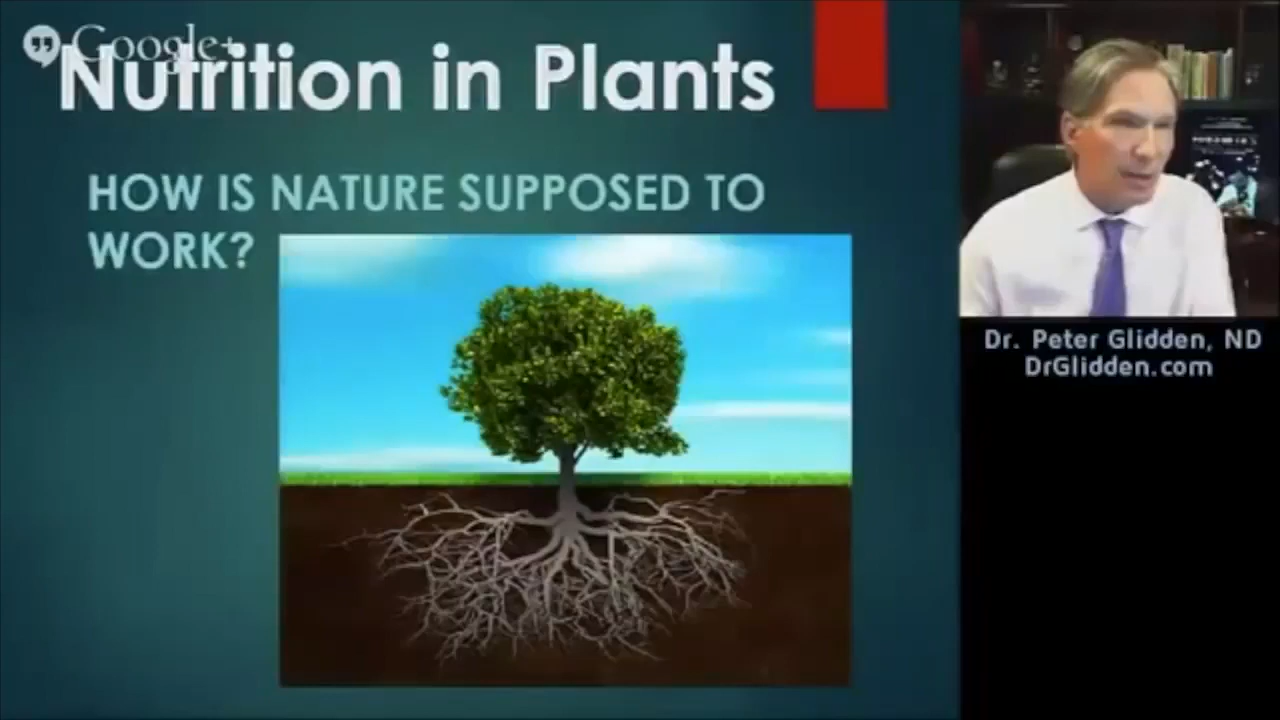 Google+
Nutrition in Plants
HOW IS NATURE SUPPOSED TO
WORK?
Dr. Peter Glidden, ND
DrGlidden.com